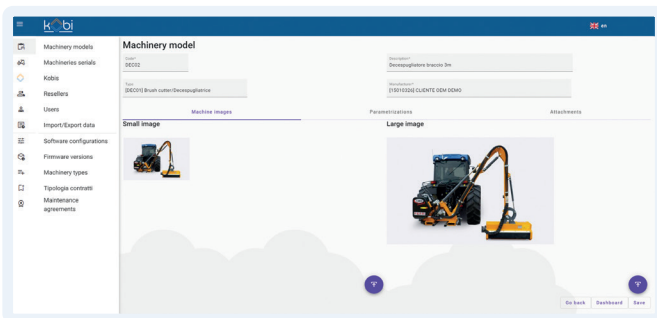 kobi
en
Machinery models
Machineries serials
Kobis
Resellers
Users
Import/Export data
Software configurations
Firmware versions
Machinery types
Tipologia contratti
Maintenance
agreements
Machinery model
Code*
DEC02
Description*
Decespugliatore braccio 3m
Type
[DEC01] Brush cutter/Decespugliatrice
Manufacturer*
[15010326] CLIENTE OEM DEMO
Machine images
Parametrizations
Attachments
Small image
Large image
Go back
Dashboard
Save